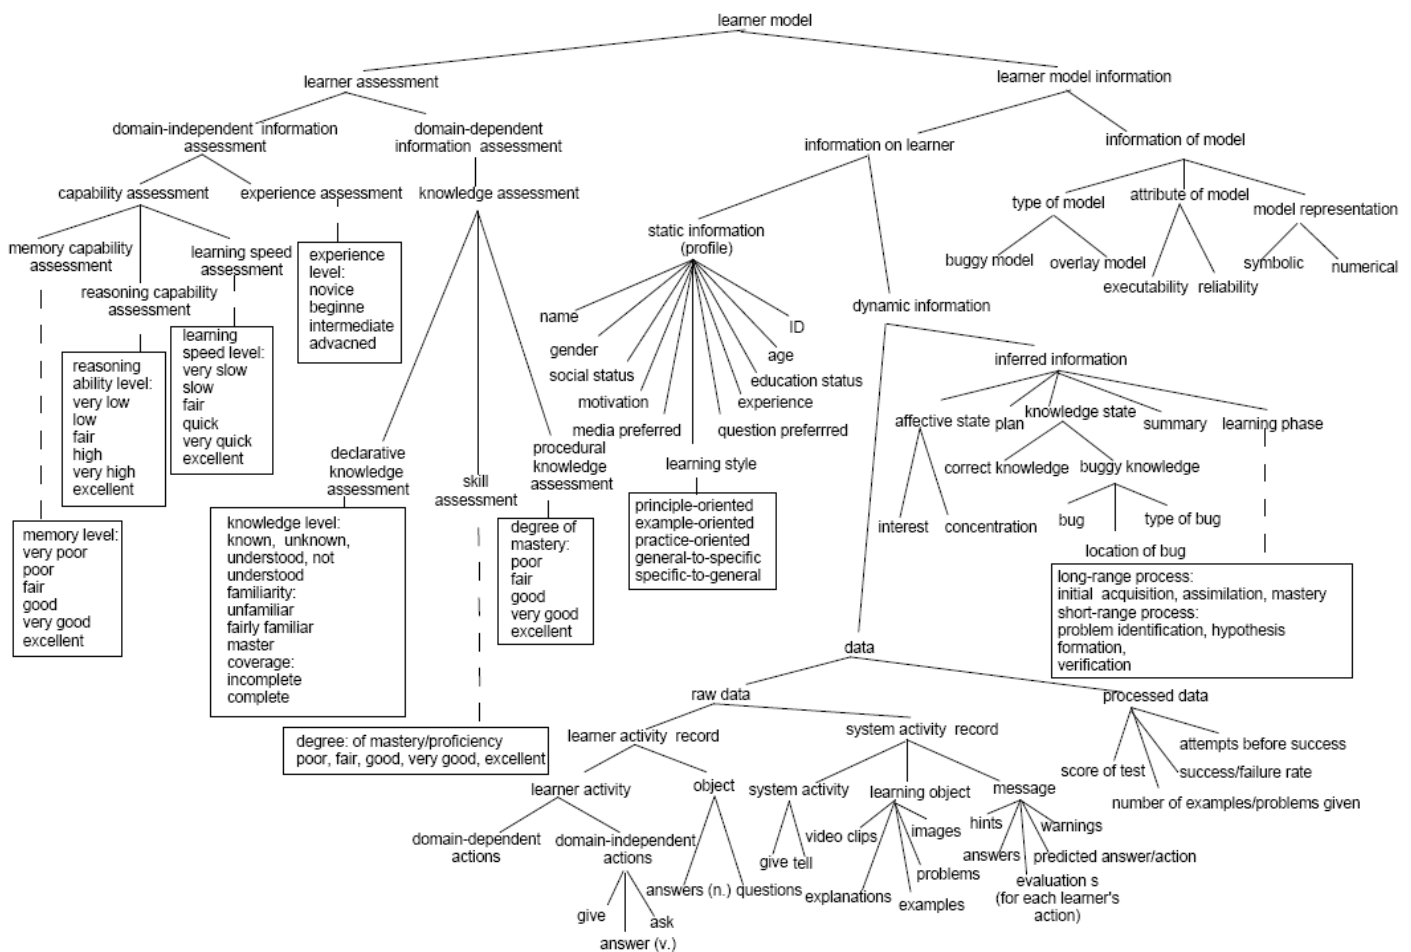 learner model
learner assessment
learner model information
domain-independent information
assessment
domain-dependent
information assessment
information on learner
information of model
capability assessment
experience assessment
knowledge assessment
type of model
attribute of model
model representation
memory capability
assessment
learning speed
assessment
reasoning capability
assessment
static information
(profile)
buggy model
overlay model
symbolic
numerical
executability
reliability
experience
level:
novice
beginne
intermediate
advacned
dynamic information
name
gender
social status
motivation
media preferred
ID
age
education status
experience
question preferrred
learning style
reasoning
ability level:
very low
low
fair
high
very high
excellent
learning
speed level:
very slow
slow
fair
quick
very quick
excellent
inferred information
affective state
plan
knowledge state
summary
learning phase
correct knowledge
buggy knowledge
interest
concentration
bug
type of bug
location of bug
declarative
knowledge
assessment
skill
assessment
procedural
knowledge
assessment
principle-oriented
example-oriented
practice-oriented
general-to-specific
specific-to-general
memory level:
very poor
poor
fair
good
very good
excellent
knowledge level:
known, unknown,
understood, not
understood
familiarity:
unfamiliar
fairly familiar
master
coverage:
incomplete
complete
degree of
mastery:
poor
fair
good
very good
excellent
long-range process:
initial acquisition, assimilation, mastery
short-range process:
problem identification, hypothesis
formation,
verification
degree: of mastery/proficiency
poor, fair, good, very good, excellent
data
raw data
processed data
learner activity record
system activity record
attempts before success
score of test
success/failure rate
number of examples/problems given
learner activity
object
system activity
learning object
message
domain-dependent
actions
domain-independent
actions
answers (n.)
questions
give
tell
video clips
images
problems
explanations
examples
hints
warnings
answers
predicted answer/action
evaluation s
(for each learner's
action)
give
ask
answer (v.)